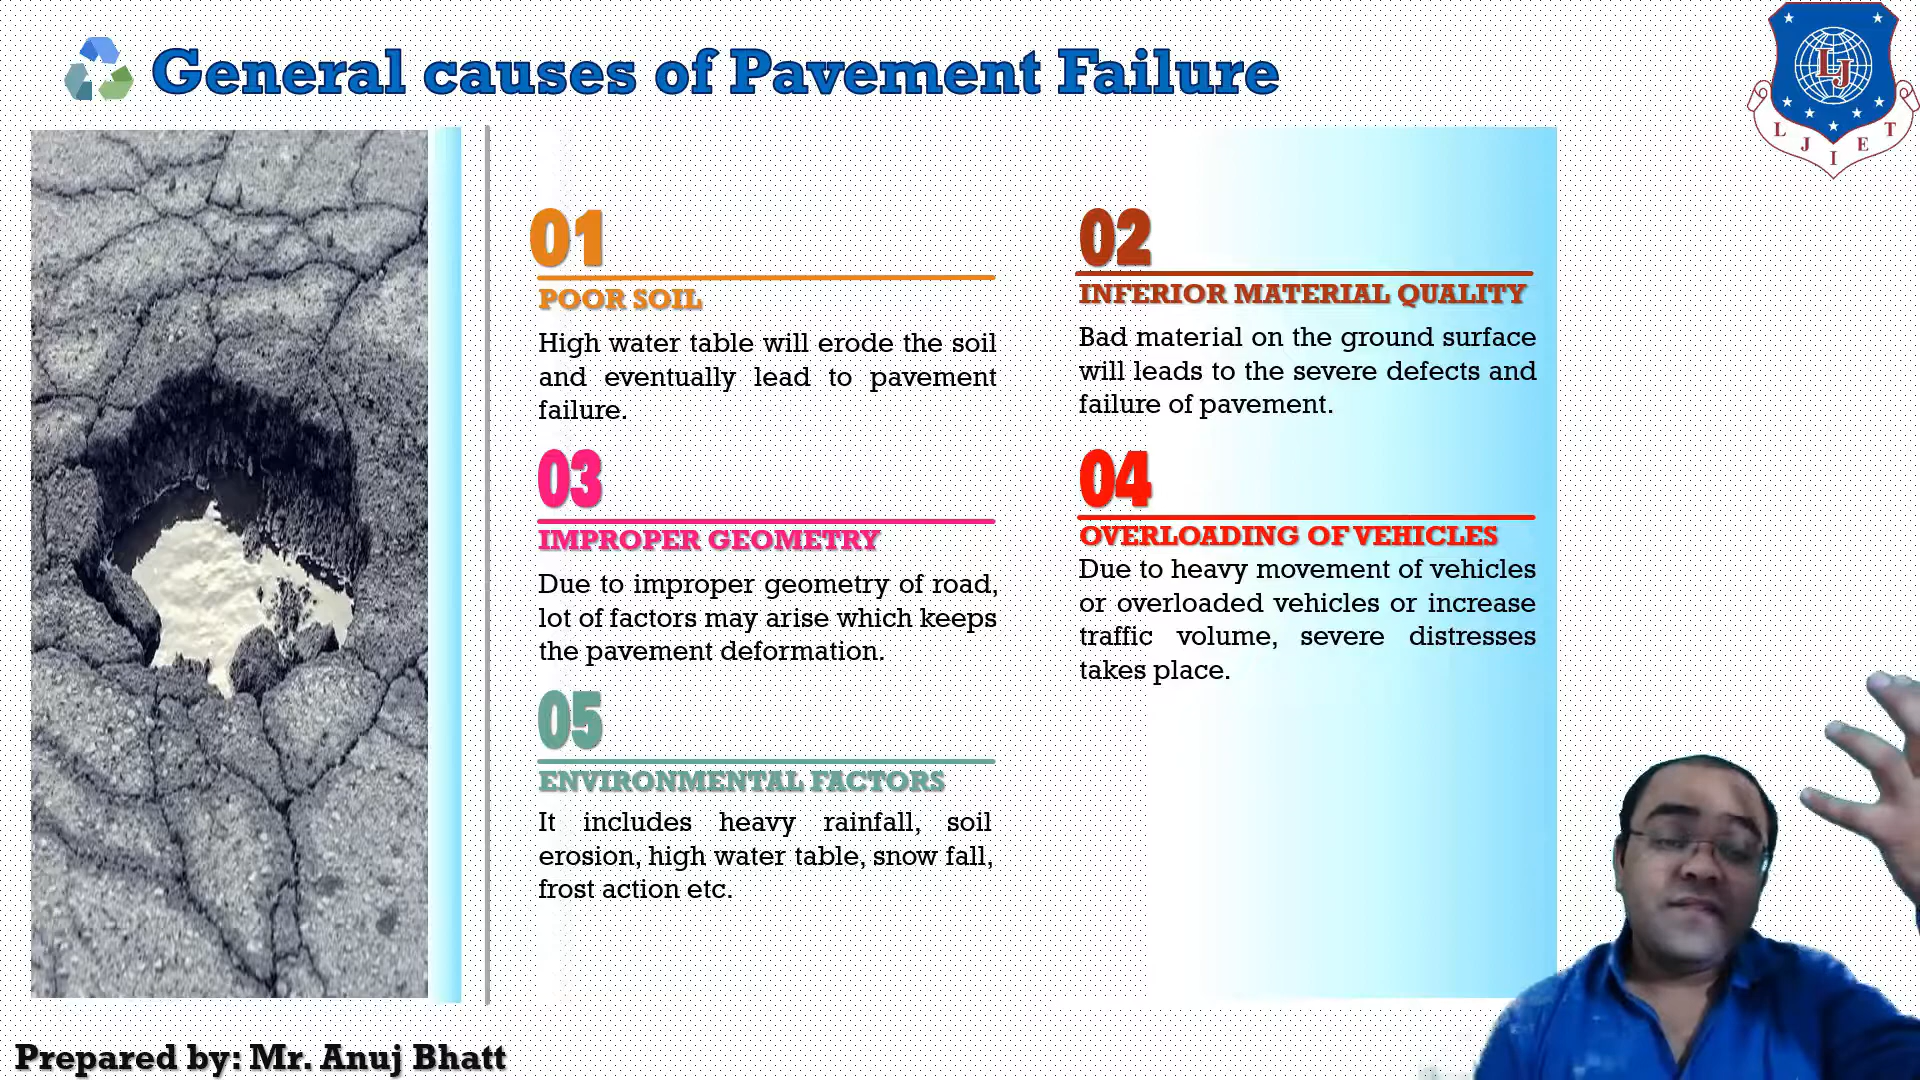 General causes of Pavement Failure
LJ
L J I E T
01
POOR SOIL
High water table will erode the soil
and eventually lead to pavement
failure.
02
INFERIOR MATERIAL QUALITY
Bad material on the ground surface
will leads to the severe defects and
failure of pavement.
03
IMPROPER GEOMETRY
Due to improper geometry of road,
lot of factors may arise which keeps
the pavement deformation.
04
OVERLOADING OF VEHICLES
Due to heavy movement of vehicles
or overloaded vehicles or increase
traffic volume, severe distresses
takes place.
05
ENVIRONMENTAL FACTORS
It includes heavy rainfall, soil
erosion, high water table, snow fall,
frost action etc.
Prepared by: Mr. Anuj Bhatt